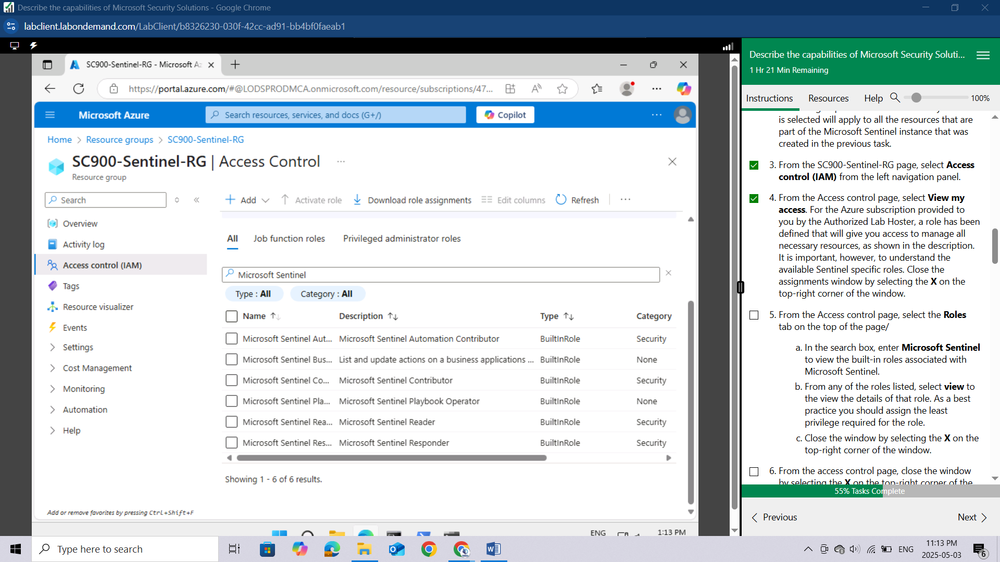 Describe the capabilities of Microsoft Security Solutions - Google Chrome
labclient.labondemand.com/LabClient/b8326230-030f-42cc-ad91-bb4bf0faeab1
SC900-Sentinel-RG - Microsoft Az
https://portal.azure.com/#@LODSPRODMCA.onmicrosoft.com/resource/subscriptions/47...
Microsoft Azure
Search resources, services, and docs (G+/)
Copilot
Home > Resource groups > SC900-Sentinel-RG
SC900-Sentinel-RG | Access Control ...
Resource group
Search
Overview
Activity log
Access control (IAM)
Tags
Resource visualizer
Events
Settings
Cost Management
Monitoring
Automation
Help
Add or remove favorites by pressing Ctrl+Shift+F
Add
Activate role
Download role assignments
Edit columns
Refresh
All
Job function roles
Privileged administrator roles
Microsoft Sentinel
Type : All
Category : All
Name Description Type Category
Microsoft Sentinel Aut... Microsoft Sentinel Automation Contributor BuiltInRole Security
Microsoft Sentinel Bus... List and update actions on a business applications ... BuiltInRole None
Microsoft Sentinel Co... Microsoft Sentinel Contributor BuiltInRole Security
Microsoft Sentinel Pla... Microsoft Sentinel Playbook Operator BuiltInRole None
Microsoft Sentinel Rea... Microsoft Sentinel Reader BuiltInRole Security
Microsoft Sentinel Res... Microsoft Sentinel Responder BuiltInRole Security
Showing 1 - 6 of 6 results.
ENG
1:13 PM
Describe the capabilities of Microsoft Security Soluti...
1 Hr 21 Min Remaining
Instructions Resources Help 100%
is selected will apply to all the resources that are
part of the Microsoft Sentinel instance that was
created in the previous task.
3. From the SC900-Sentinel-RG page, select Access
control (IAM) from the left navigation panel.
4. From the Access control page, select View my
access. For the Azure subscription provided to
you by the Authorized Lab Hoster, a role has been
defined that will give you access to manage all
necessary resources, as shown in the description.
It is important, however, to understand the
available Sentinel specific roles. Close the
assignments window by selecting the X on the
top-right corner of the window.
5. From the Access control page, select the Roles
tab on the top of the page/
a. In the search box, enter Microsoft Sentinel
to view the built-in roles associated with
Microsoft Sentinel.
b. From any of the roles listed, select view to
the view the details of that role. As a best
practice you should assign the least
privilege required for the role.
c. Close the window by selecting the X on the
top-right corner of the window.
6. From the access control page, close the window
by selecting the X on the top-right corner of the
55% Tasks Complete
Previous
Next
Type here to search
ENG
11:13 PM
2025-05-03
6